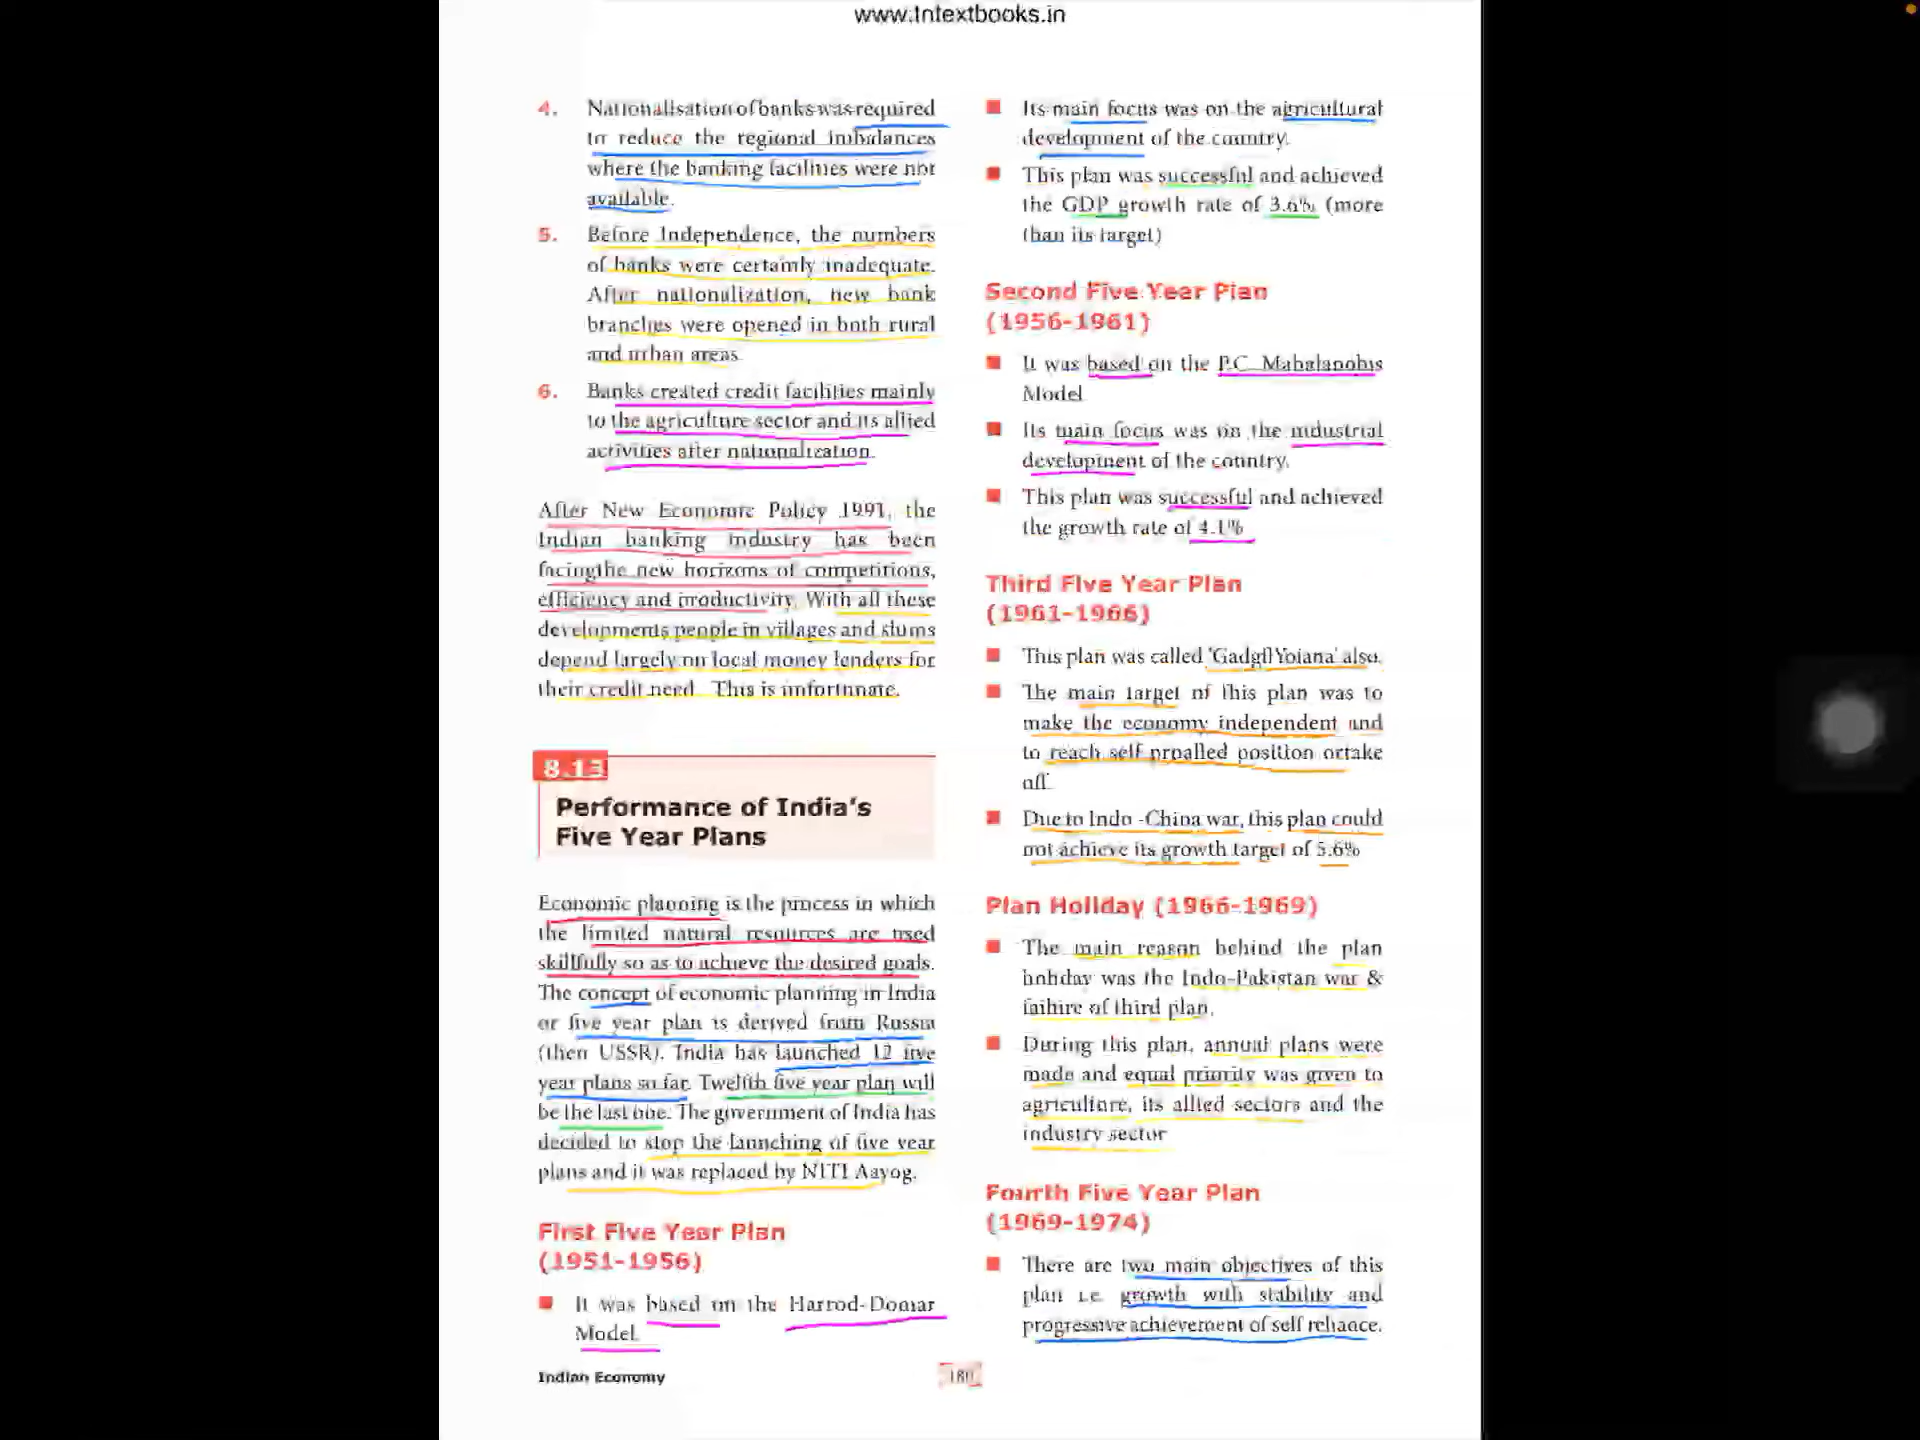 www.tntextbooks.in
4. Nationalisation of banks was required
to reduce the regional imbalances
where the banking facilities were not
available.
5. Before Independence, the numbers
of banks were certainly inadequate.
After nationalization, new bank
branches were opened in both rural
and urban areas.
6. Banks created credit facilities mainly
to the agriculture sector and its allied
activities after nationalization.
After New Economic Policy 1991, the
Indian banking industry has been
facingthe new horizons of competitions,
efficiency and productivity. With all these
developments people in villages and slums
depend largely on local money lenders for
their credit need. This is unfortunate.
8.13
Performance of India's
Five Year Plans
Economic planning is the process in which
the limited natural resources are used
skillfully so as to achieve the desired goals.
The concept of economic planning in India
or five year plan is derived from Russia
(then USSR). India has launched 12 five
year plans so far. Twelfth five year plan will
be the last one. The government of India has
decided to stop the launching of five year
plans and it was replaced by NITI Aayog.
First Five Year Plan
(1951-1956)
■ It was based on the Harrod-Domar
Model.
Indian Economy
■ Its main focus was on the agricultural
development of the country.
■ This plan was successful and achieved
the GDP growth rate of 3.6% (more
than its target)
Second Five Year Plan
(1956-1961)
■ It was based on the P.C. Mahalanobis
Model
■ Its main focus was on the industrial
development of the country.
■ This plan was successful and achieved
the growth rate of 4.1%
Third Five Year Plan
(1961-1966)
■ This plan was called 'Gadgil Yojana' also.
■ The main target of this plan was to
make the economy independent and
to reach self proalled position ortake
off.
■ Due to Indo -China war, this plan could
not achieve its growth target of 5.6%
Plan Holiday (1966-1969)
■ The main reason behind the plan
holiday was the Indo-Pakistan war &
failure of third plan.
■ During this plan, annual plans were
made and equal priority was given to
agriculture, its allied sectors and the
industry sector
Fourth Five Year Plan
(1969-1974)
■ There are two main objectives of this
plan i.e. growth with stability and
progressive achievement of self reliance.
180